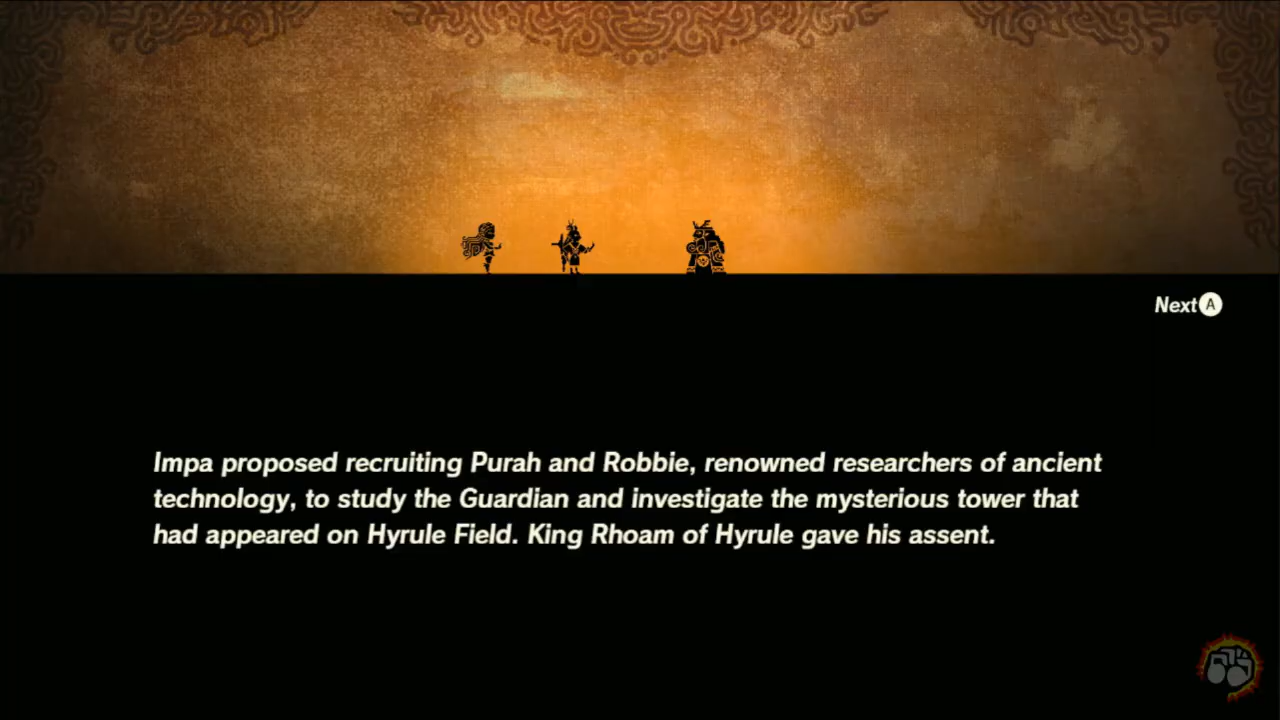 Next A
Impa proposed recruiting Purah and Robbie, renowned researchers of ancient
technology, to study the Guardian and investigate the mysterious tower that
had appeared on Hyrule Field. King Rhoam of Hyrule gave his assent.